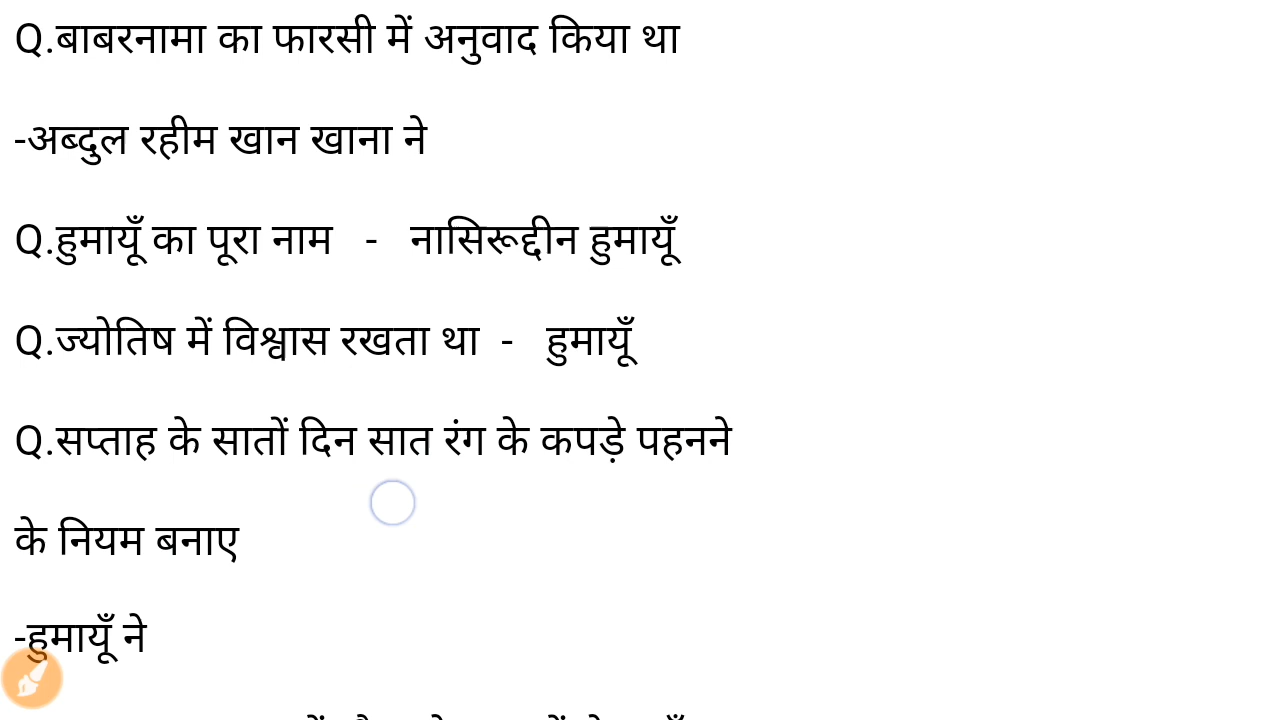 Q.बाबरनामा का फारसी में अनुवाद किया था
-अब्दुल रहीम खान खाना ने
Q.हुमायूँ का पूरा नाम - नासिरूद्दीन हुमायूँ
Q.ज्योतिष में विश्वास रखता था - हुमायूँ
Q.सप्ताह के सातों दिन सात रंग के कपड़े पहनने
के नियम बनाए
-हुमायूँ ने